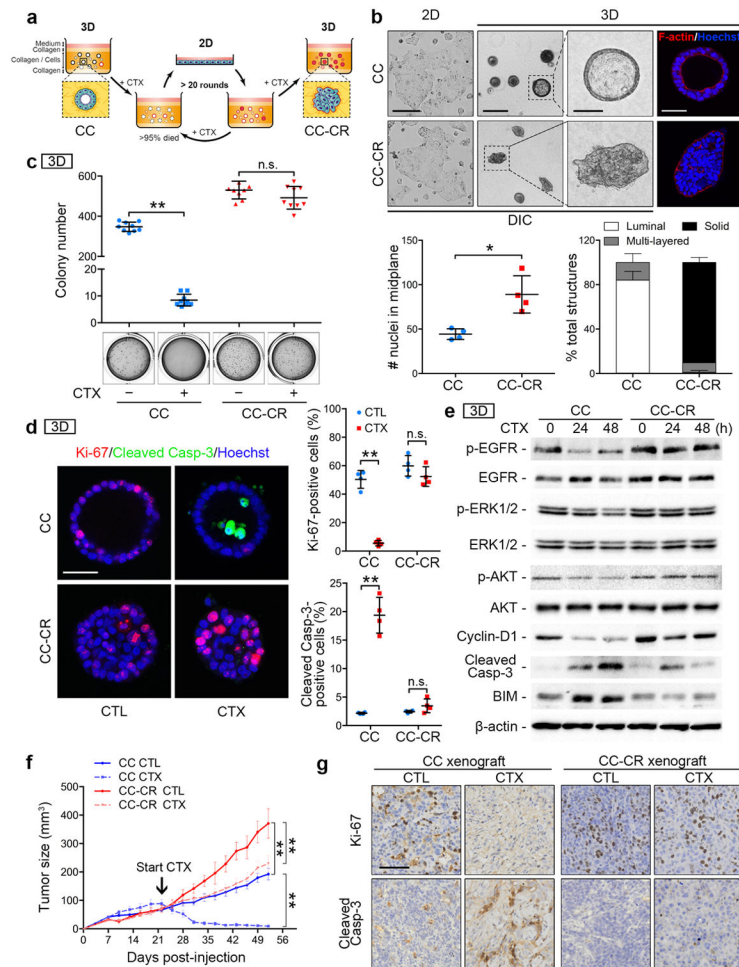 a
3D
2D
3D
Medium
Collagen
Collagen / Cells
Collagen
+ CTX
> 20 rounds
+ CTX
CC
>95% died
+ CTX
CC-CR
b
2D
3D
F-actin/Hoechst
CC
CC-CR
DIC
# nuclei in midplane
150
100
50
0
*
CC
CC-CR
Luminal
Solid
Multi-layered
% total structures
150
100
50
0
CC
CC-CR
c
3D
Colony number
600
400
200
10
5
0
**
n.s.
CTX
–
+
–
+
CC
CC-CR
d
3D
Ki-67/Cleaved Casp-3/Hoechst
CC
CC-CR
CTL
CTX
Ki-67-positive cells (%)
100
80
60
40
20
0
CTL
CTX
**
n.s.
CC
CC-CR
Cleaved Casp-3-
positive cells (%)
25
20
15
10
5
0
**
n.s.
CC
CC-CR
e
3D
CC
CC-CR
CTX
0
24
48
0
24
48
(h)
p-EGFR
EGFR
p-ERK1/2
ERK1/2
p-AKT
AKT
Cyclin-D1
Cleaved
Casp-3
BIM
β-actin
f
CC CTL
CC CTX
CC-CR CTL
CC-CR CTX
Tumor size (mm³)
500
400
300
200
100
0
Start CTX
**
**
**
0
7
14
21
28
35
42
49
56
Days post-injection
g
CC xenograft
CC-CR xenograft
CTL
CTX
CTL
CTX
Ki-67
Cleaved
Casp-3